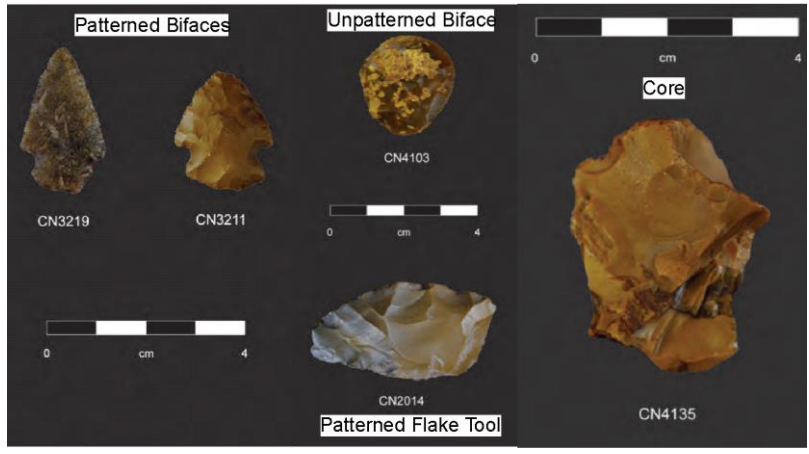 Patterned Bifaces
Unpatterned Biface
0 4
cm
Core
CN4103
CN3219
CN3211
0 4
cm
0 4
cm
CN2014
Patterned Flake Tool
CN4135